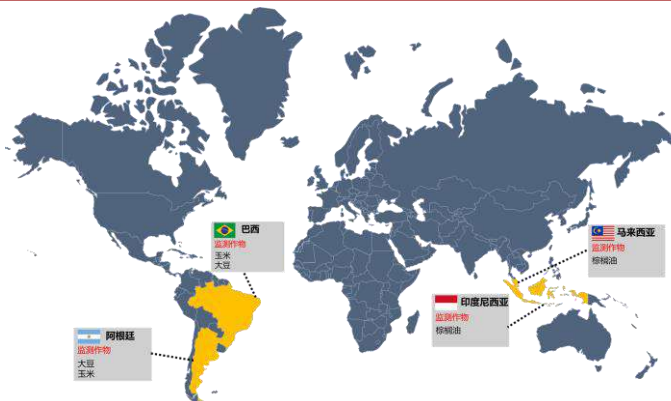 巴西
监测作物
玉米
大豆
马来西亚
监测作物
棕榈油
印度尼西亚
监测作物
棕榈油
阿根廷
监测作物
大豆
玉米